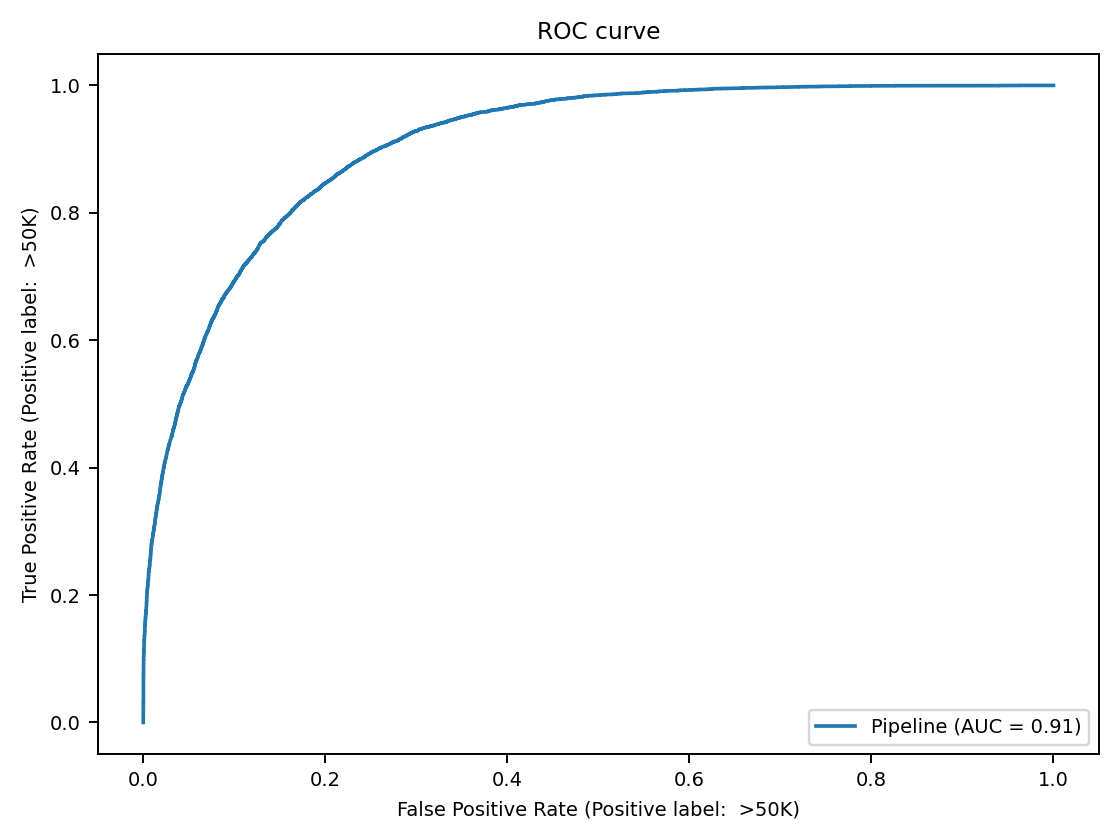 ROC curve
True Positive Rate (Positive label:  >50K)
1.0
0.8
0.6
0.4
0.2
0.0
Pipeline (AUC = 0.91)
0.0 0.2 0.4 0.6 0.8 1.0
False Positive Rate (Positive label:  >50K)